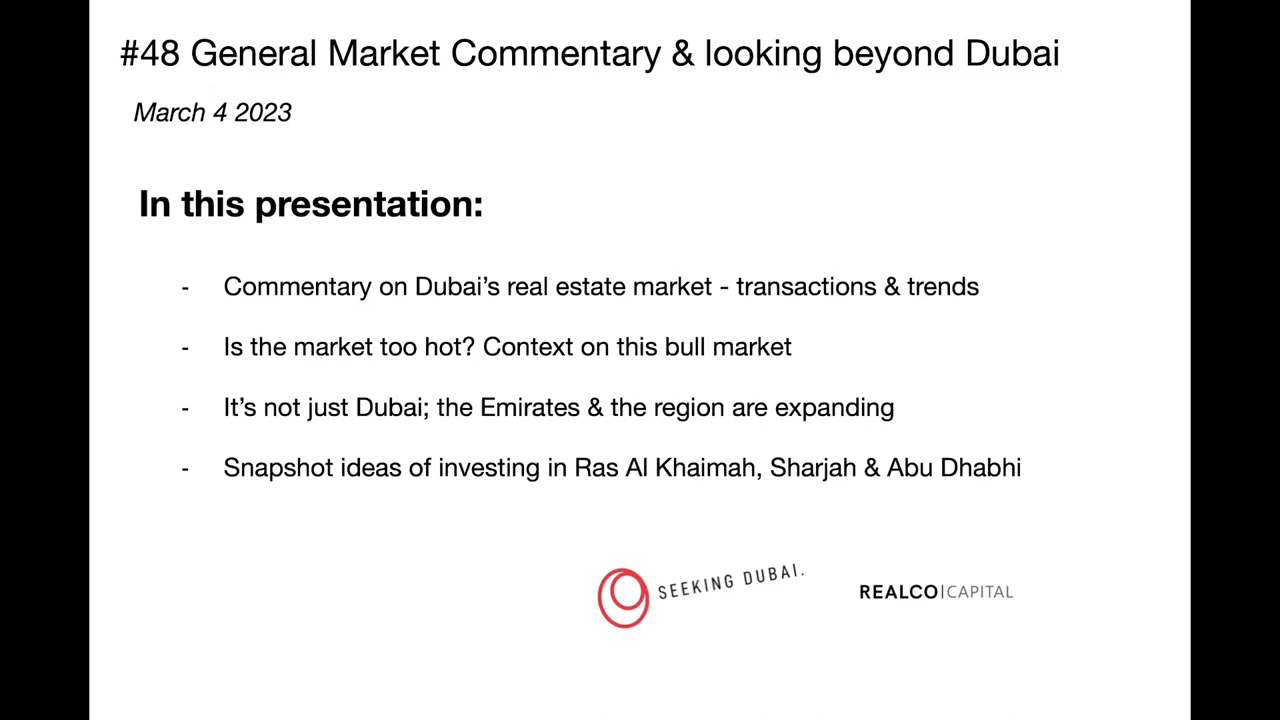 #48 General Market Commentary & looking beyond Dubai
March 4 2023
In this presentation:
- Commentary on Dubai’s real estate market - transactions & trends
- Is the market too hot? Context on this bull market
- It’s not just Dubai; the Emirates & the region are expanding
- Snapshot ideas of investing in Ras Al Khaimah, Sharjah & Abu Dhabhi
SEEKING DUBAI.
REALCO|CAPITAL